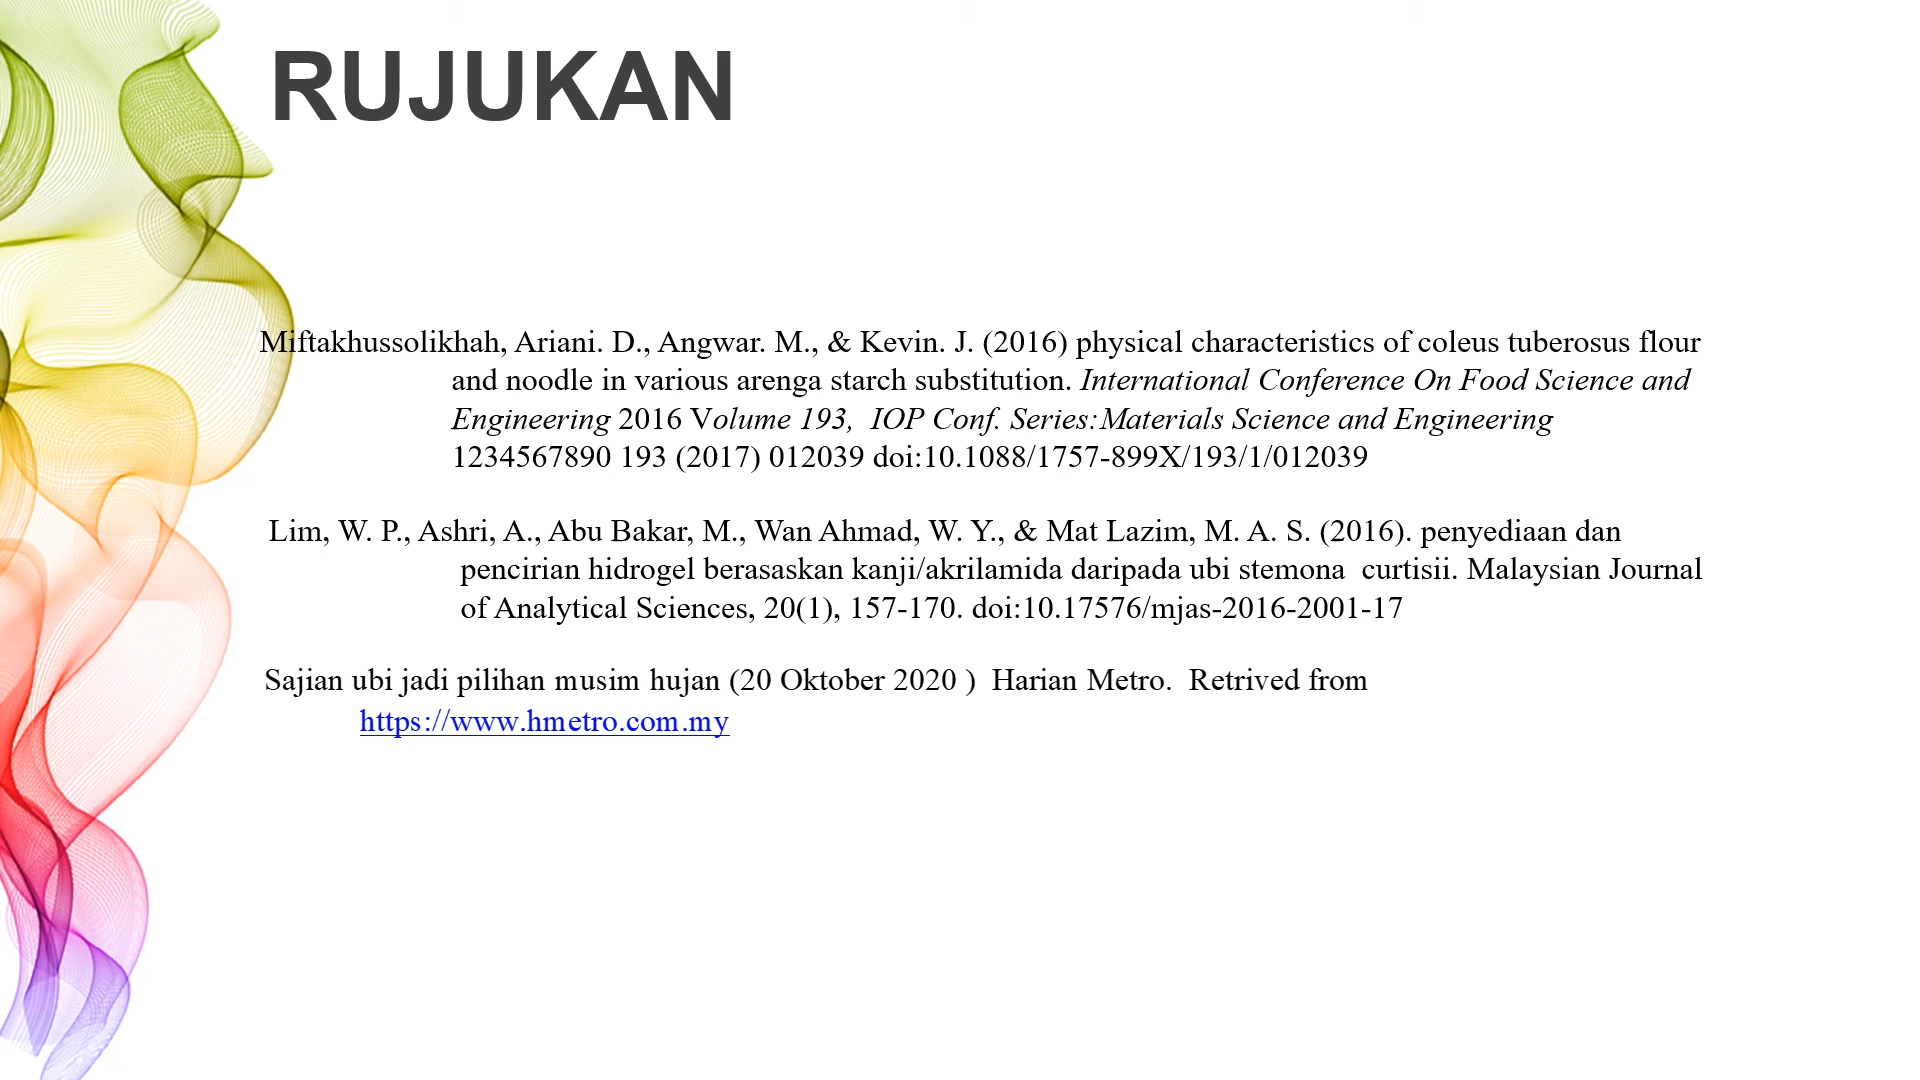 RUJUKAN
Miftakhussolikhah, Ariani. D., Angwar. M., & Kevin. J. (2016) physical characteristics of coleus tuberosus flour
and noodle in various arenga starch substitution. International Conference On Food Science and
Engineering 2016 Volume 193,  IOP Conf. Series:Materials Science and Engineering
1234567890 193 (2017) 012039 doi:10.1088/1757-899X/193/1/012039
Lim, W. P., Ashri, A., Abu Bakar, M., Wan Ahmad, W. Y., & Mat Lazim, M. A. S. (2016). penyediaan dan
pencirian hidrogel berasaskan kanji/akrilamida daripada ubi stemona  curtisii. Malaysian Journal
of Analytical Sciences, 20(1), 157-170. doi:10.17576/mjas-2016-2001-17
Sajian ubi jadi pilihan musim hujan (20 Oktober 2020 )  Harian Metro.  Retrived from
https://www.hmetro.com.my